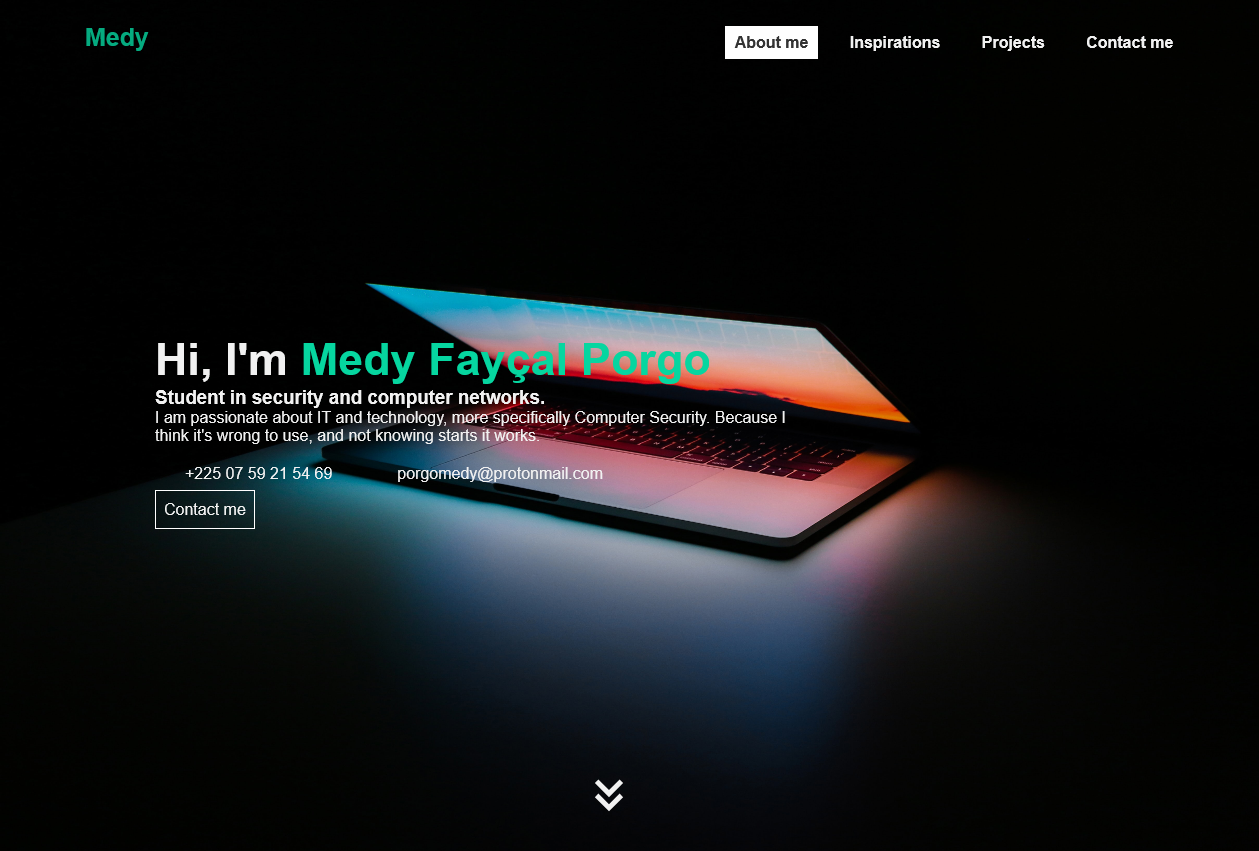 Medy
About me Inspirations Projects Contact me
Hi, I'm Medy Fayçal Porgo
Student in security and computer networks.
I am passionate about IT and technology, more specifically Computer Security. Because I
think it's wrong to use, and not knowing starts it works.
+225 07 59 21 54 69 porgomedy@protonmail.com
Contact me